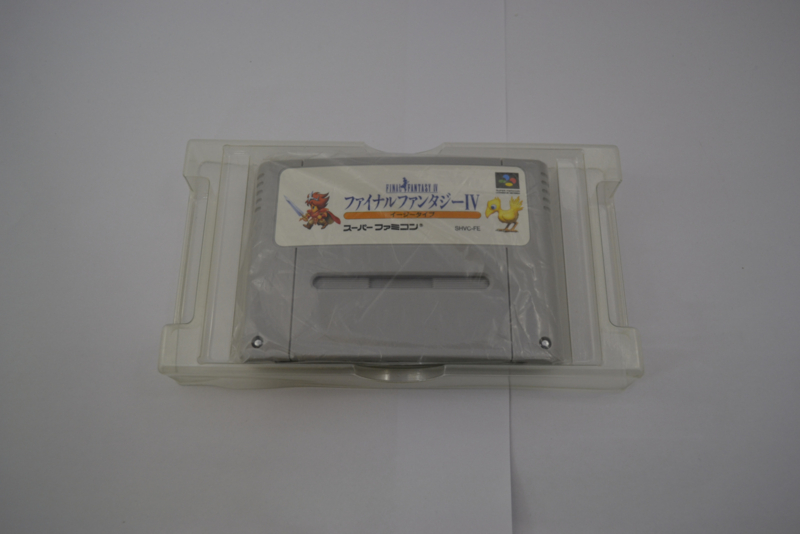 FINAL FANTASY IV
ファイナルファンタジーIV
イージータイプ
スーパーファミコン®
SHVC-F5